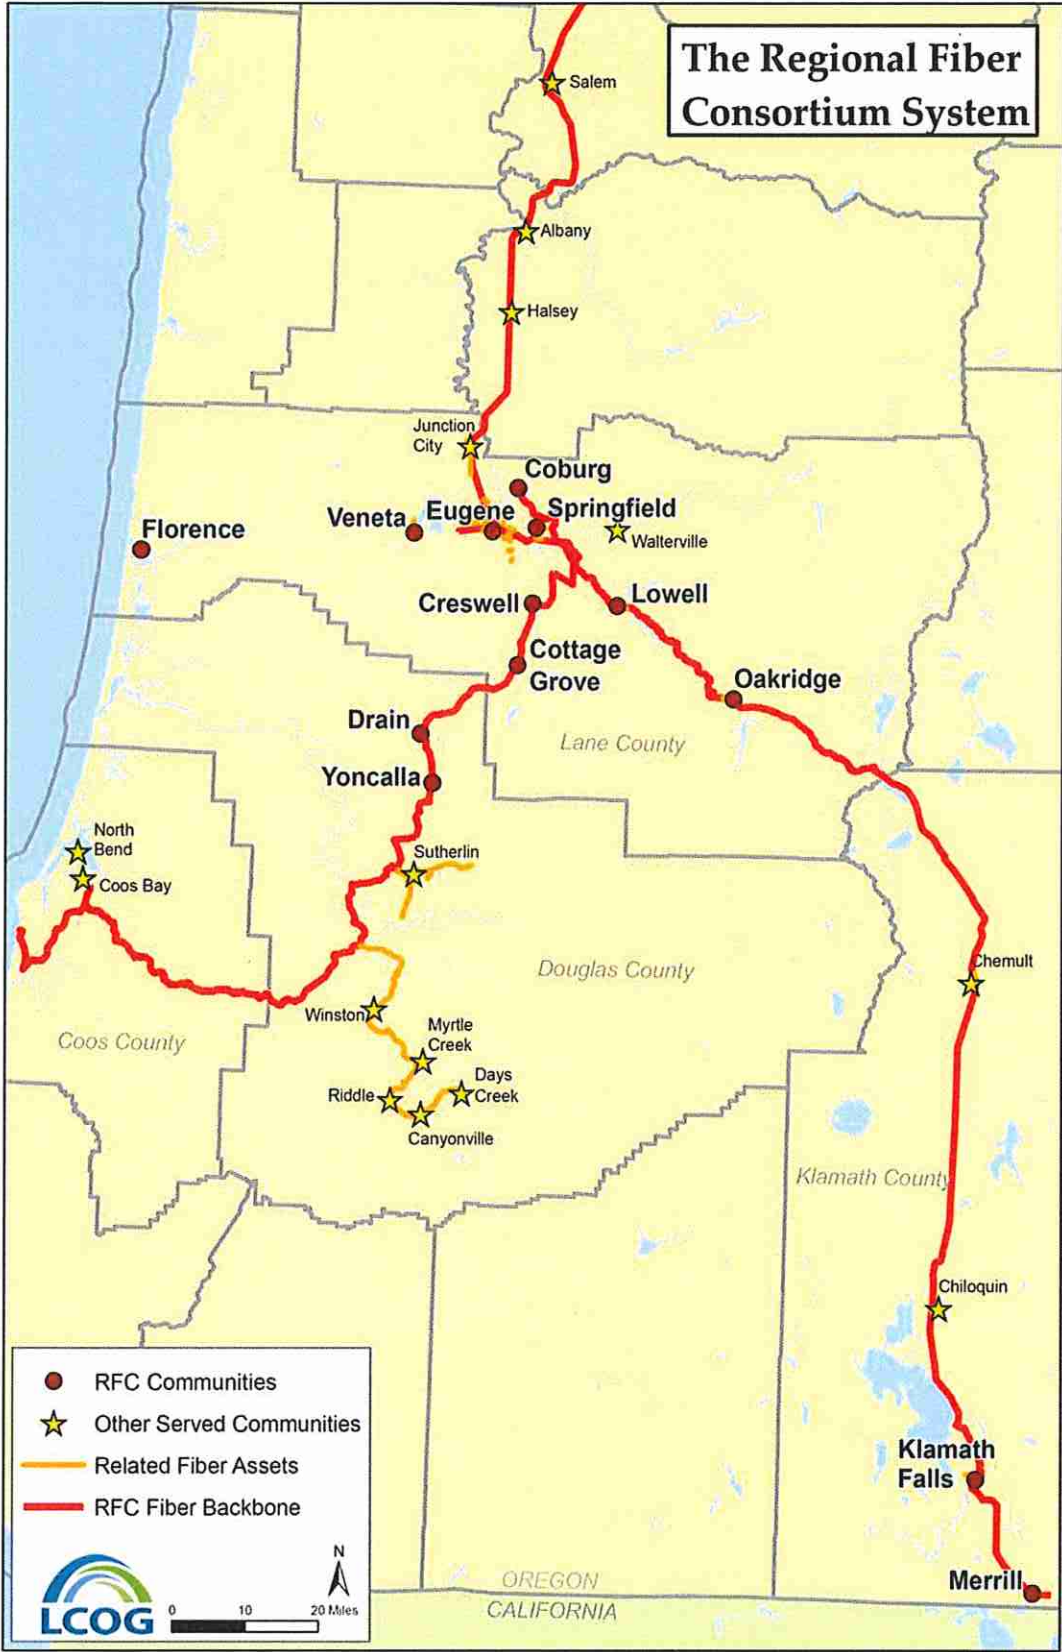 The Regional Fiber
Consortium System
Salem
Albany
Halsey
Junction
City
Coburg
Eugene
Springfield
Veneta
Walterville
Florence
Creswell
Lowell
Cottage
Grove
Oakridge
Drain
Lane County
Yoncalla
North
Bend
Sutherlin
Coos Bay
Chemult
Douglas County
Winston
Myrtle
Creek
Coos County
Days
Creek
Riddle
Canyonville
Klamath County
Chiloquin
RFC Communities
Other Served Communities
Related Fiber Assets
RFC Fiber Backbone
Klamath
Falls
N
LCOG
0 10 20 Miles
OREGON
CALIFORNIA
Merrill